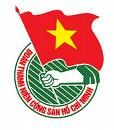 ĐOÀN THANH NIÊN CỘNG SẢN HỒ CHÍ MINH